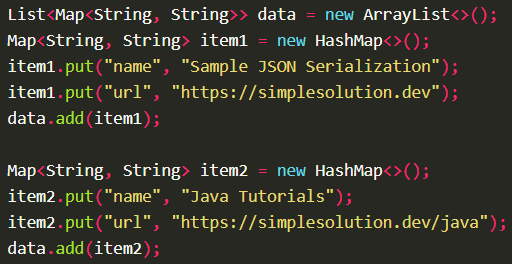 List<Map<String, String>> data = new ArrayList<>();
Map<String, String> item1 = new HashMap<>();
item1.put("name", "Sample JSON Serialization");
item1.put("url", "https://simplesolution.dev");
data.add(item1);
Map<String, String> item2 = new HashMap<>();
item2.put("name", "Java Tutorials");
item2.put("url", "https://simplesolution.dev/java");
data.add(item2);